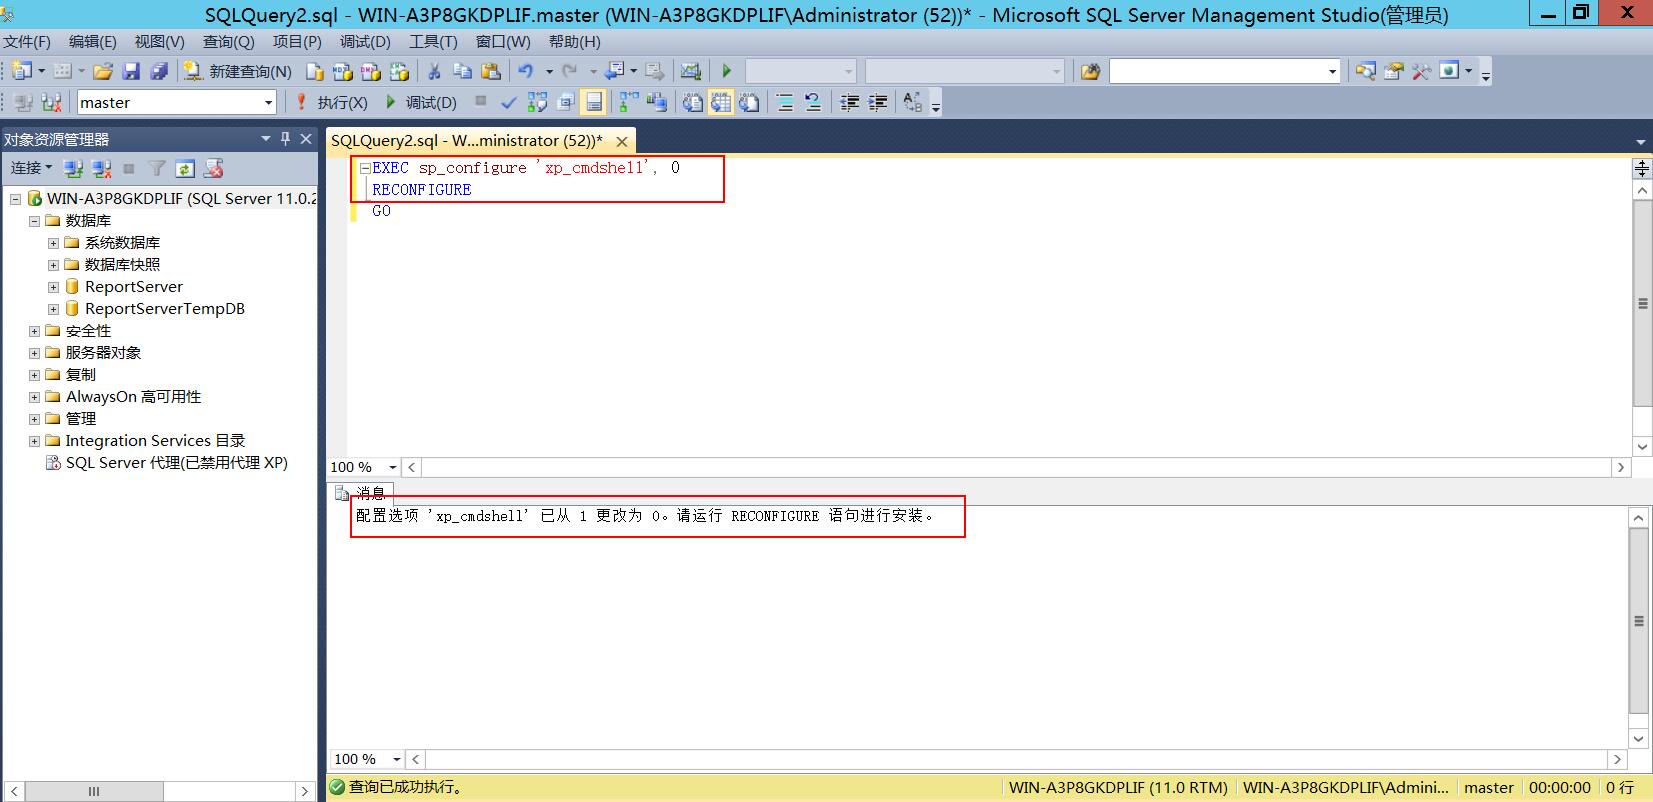 SQLQuery2.sql - WIN-A3P8GKDPLIF.master (WIN-A3P8GKDPLIF\Administrator (52))* - Microsoft SQL Server Management Studio(管理员)
文件(F) 编辑(E) 视图(V) 查询(Q) 项目(P) 调试(D) 工具(T) 窗口(W) 帮助(H)
新建查询(N)
master 执行(X) 调试(D)
对象资源管理器
连接
WIN-A3P8GKDPLIF (SQL Server 11.0.2
数据库
系统数据库
数据库快照
ReportServer
ReportServerTempDB
安全性
服务器对象
复制
AlwaysOn 高可用性
管理
Integration Services 目录
SQL Server 代理(已禁用代理 XP)
SQLQuery2.sql - W...ministrator (52))*
EXEC sp_configure 'xp_cmdshell', 0
RECONFIGURE
GO
100 %
消息
配置选项 'xp_cmdshell' 已从 1 更改为 0。请运行 RECONFIGURE 语句进行安装。
100 %
查询已成功执行。 WIN-A3P8GKDPLIF (11.0 RTM) WIN-A3P8GKDPLIF\Admini... master 00:00:00 0 行